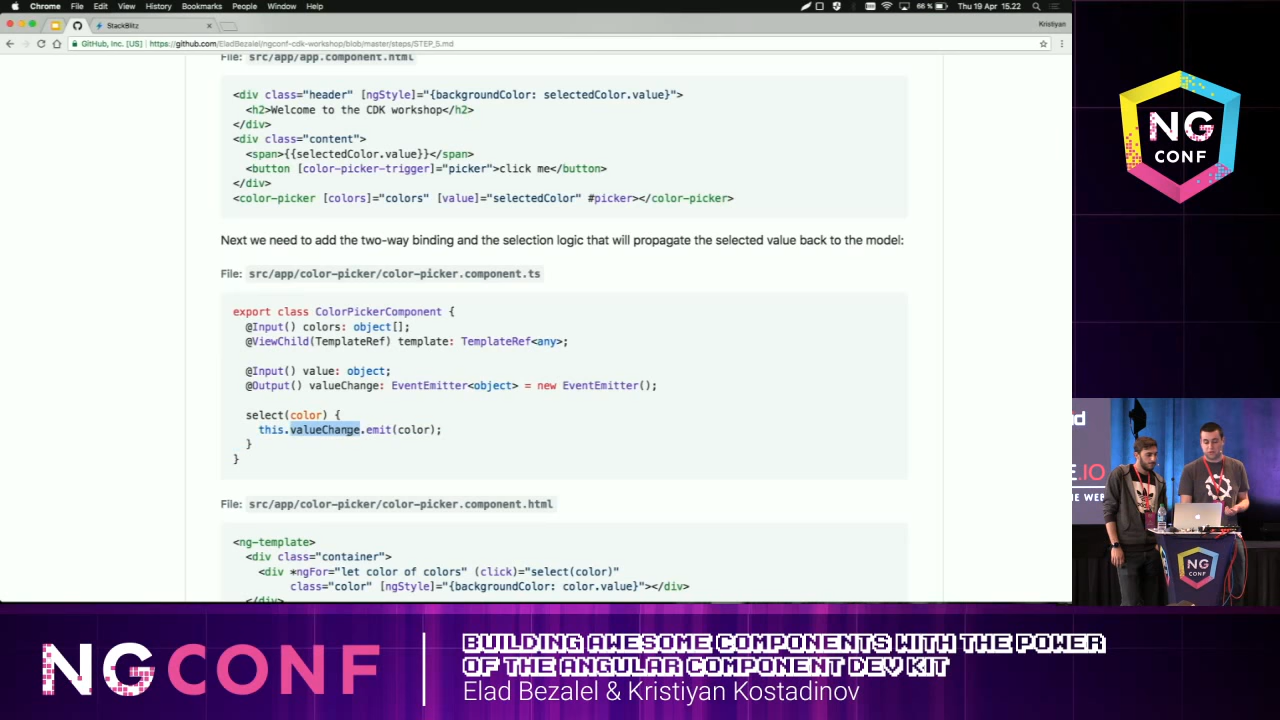 Chrome File Edit View History Bookmarks People Window Help 66 % Thu 19 Apr 15.22
StackBlitz Kristiyan
GitHub, Inc. [US] https://github.com/EladBezalel/ngconf-cdk-workshop/blob/master/steps/STEP_5.md
File: src/app/app.component.html
<div class="header" [ngStyle]="{backgroundColor: selectedColor.value}">
<h2>Welcome to the CDK workshop</h2>
</div>
<div class="content">
<span>{{selectedColor.value}}</span>
<button [color-picker-trigger]="picker">click me</button>
</div>
<color-picker [colors]="colors" [value]="selectedColor" #picker></color-picker>
Next we need to add the two-way binding and the selection logic that will propagate the selected value back to the model:
File: src/app/color-picker/color-picker.component.ts
export class ColorPickerComponent {
@Input() colors: object[];
@ViewChild(TemplateRef) template: TemplateRef<any>;
@Input() value: object;
@Output() valueChange: EventEmitter<object> = new EventEmitter();
select(color) {
this.valueChange.emit(color);
}
}
File: src/app/color-picker/color-picker.component.html
<ng-template>
<div class="container">
<div *ngFor="let color of colors" (click)="select(color)"
class="color" [ngStyle]="{backgroundColor: color.value}"></div>
</div>
NG
CONF
E.IO
HE WEB
NG
CONF
NGCONF
BUILDING AWESOME COMPONENTS WITH THE POWER
OF THE ANGULAR COMPONENT DEV KIT
Elad Bezalel & Kristiyan Kostadinov